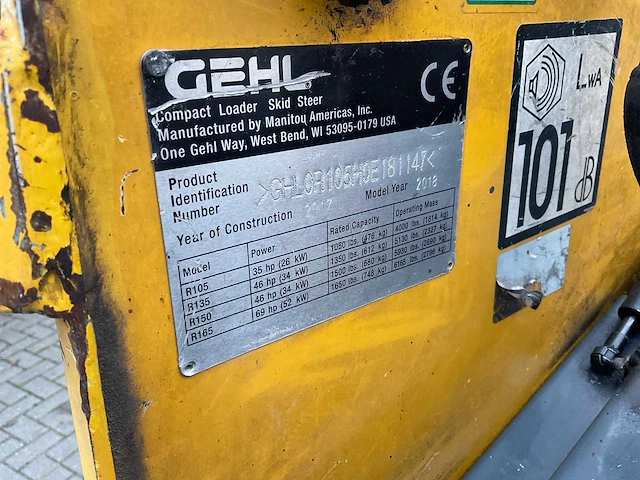 GEHL
Compact Loader Skid Steer
Manufactured by Manitou Americas, Inc.
One Gehl Way, West Bend, WI 53095-0179 USA
CE
Product
Identification
Number
>GHL0R105H0E181147<
Year of Construction 2017 Model Year 2018
Model Power Rated Capacity Operating Mass
R105 35 hp (26 kW) 1050 lbs. (476 kg) 4000 lbs. (1814 kg)
R135 46 hp (34 kW) 1350 lbs. (612 kg) 5130 lbs. (2327 kg)
R150 46 hp (34 kW) 1500 lbs. (680 kg) 5930 lbs. (2690 kg)
R165 69 hp (52 kW) 1650 lbs. (748 kg) 6165 lbs. (2796 kg)
LWA
101
dB